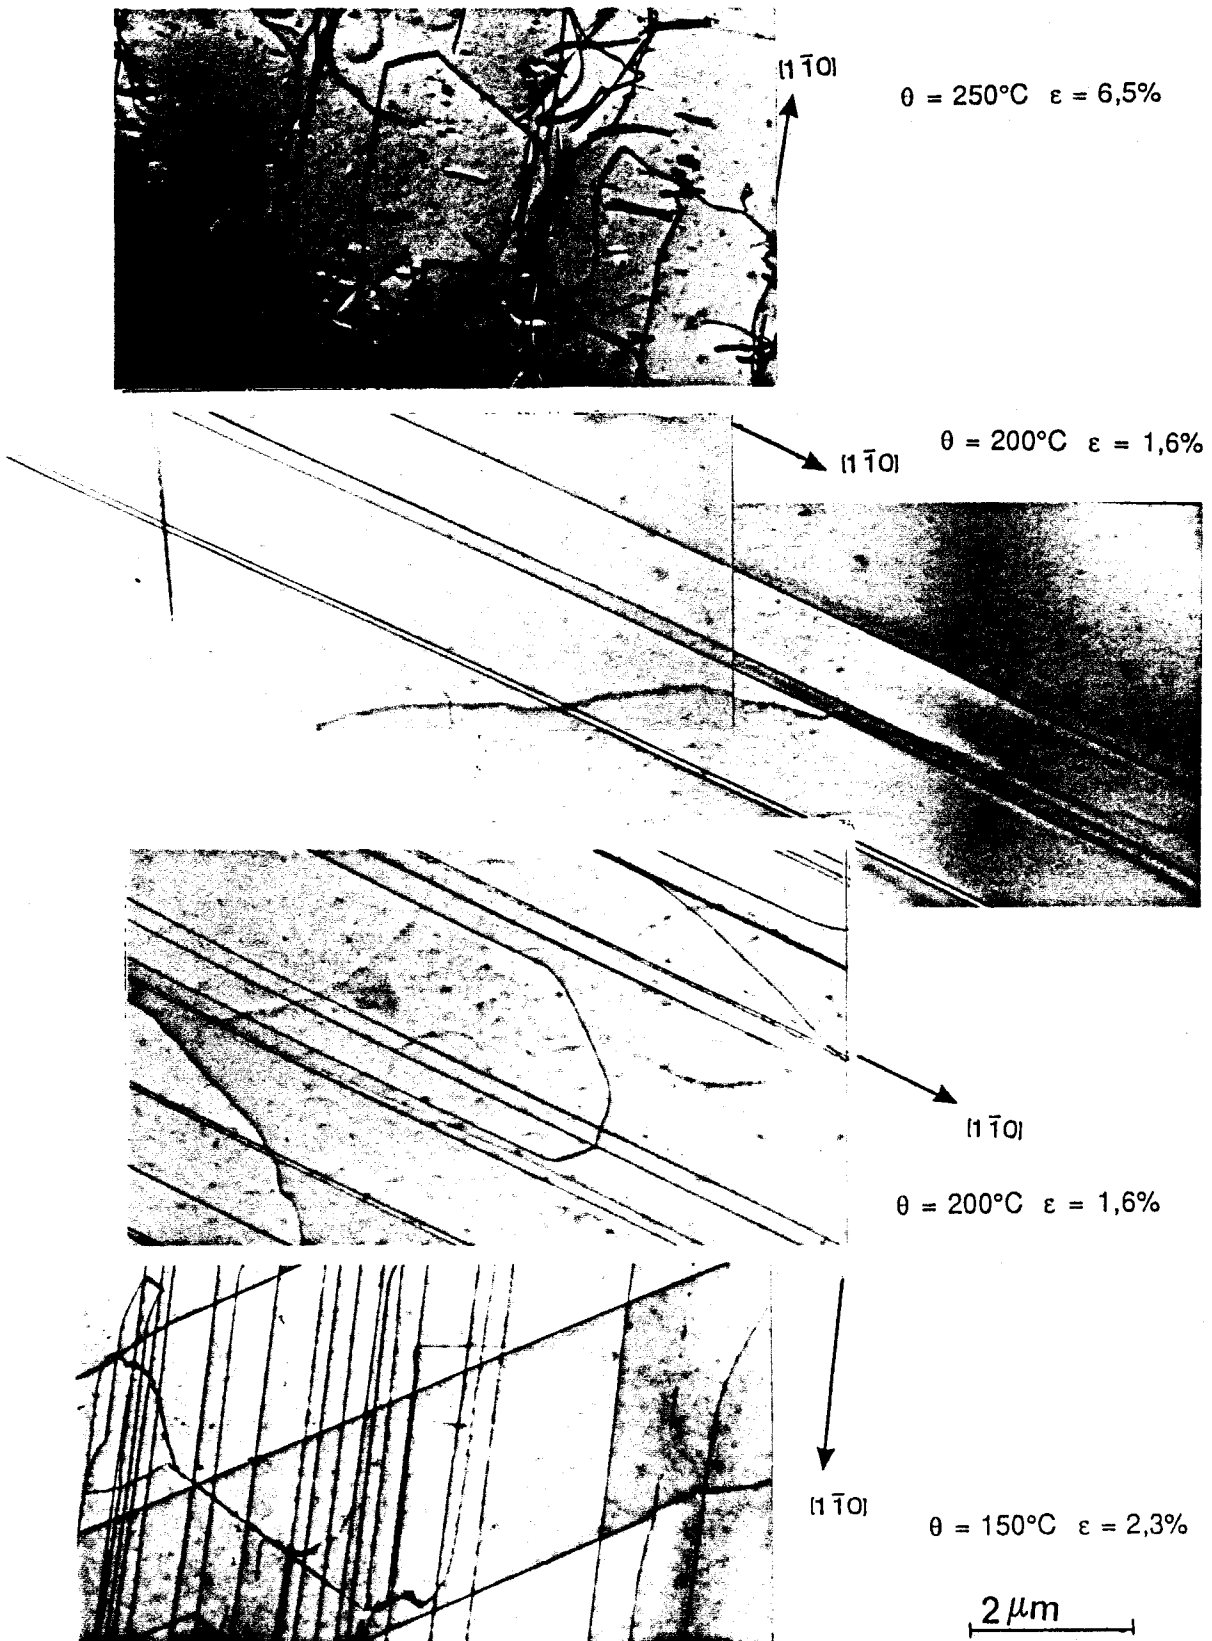 [1 1̄0]
θ = 250°C ε = 6,5%
θ = 200°C ε = 1,6%
[1 1̄0]
[1 1̄0]
θ = 200°C ε = 1,6%
[1 1̄0]
θ = 150°C ε = 2,3%
2 μm